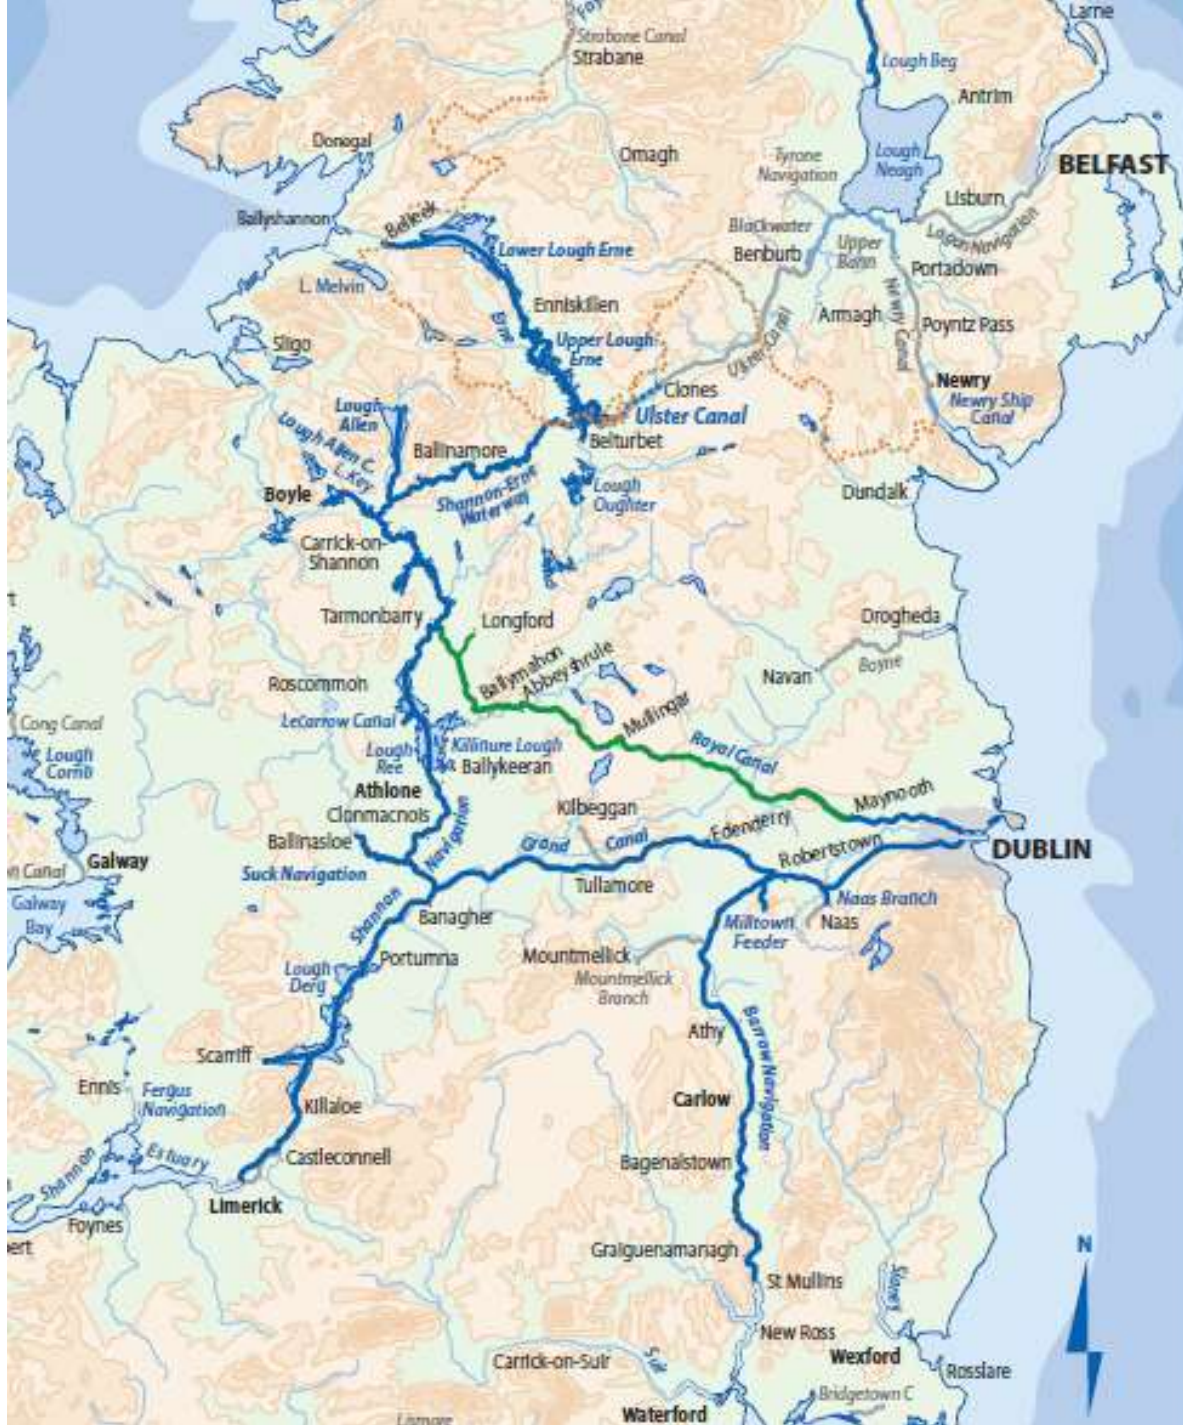 Larne
Strabane Canal
Strabane
Lough Beg
Antrim
Donegal
Omagh
Tyrone
Navigation
Lough
Neagh
BELFAST
Lisburn
Lagan Navigation
Ballyshannon
Belleek
Lower Lough Erne
Blackwater
Benburb
Upper
Bann
Portadown
L. Melvin
Enniskillen
Erne
Armagh
Newry Canal
Poyntz Pass
Sligo
Upper Lough
Erne
Ulster Canal
Clones
Newry
Newry Ship
Canal
Lough
Allen
Lough Allen C.
L. Key
Ulster Canal
Ballinamore
Belturbet
Boyle
Shannon-Erne
Waterway
Lough
Oughter
Dundalk
Carrick-on-
Shannon
Tarmonbarry
Longford
Drogheda
Ballymahon
Abbeyshrule
Boyne
Navan
Roscommon
Lecarrow Canal
Mullingar
Cong Canal
Lough
Corrib
Lough
Ree
Killinure Lough
Ballykeeran
Royal Canal
Athlone
Clonmacnois
Kilbeggan
Maynooth
Ballinasloe
Navigation
Grand
Canal
Edenderry
Robertstown
DUBLIN
Galway
n Canal
Suck Navigation
Tullamore
Galway
Bay
Shannon
Banagher
Naas Branch
Milltown
Feeder
Naas
Portumna
Mountmellick
Mountmellick
Branch
Lough
Derg
Athy
Barrow Navigation
Scarriff
Ennis
Fergus
Navigation
Killaloe
Carlow
Shannon
Estuary
Castleconnell
Bagenalstown
Limerick
Foynes
ert
Graiguenamanagh
N
St Mullins
Slaney
New Ross
Carrick-on-Suir
Suir
Wexford
Rosslare
Bridgetown C
Waterford
Lismore